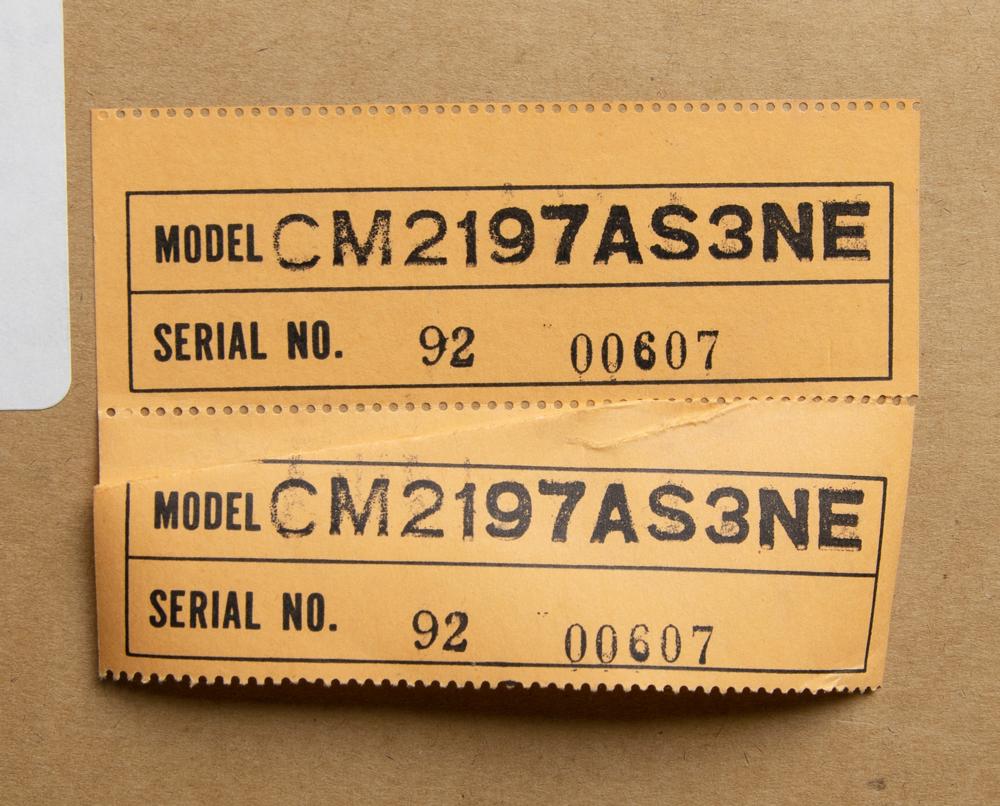 MODEL CM2197AS3NE
SERIAL NO. 92 00607
MODEL CM2197AS3NE
SERIAL NO. 92 00607